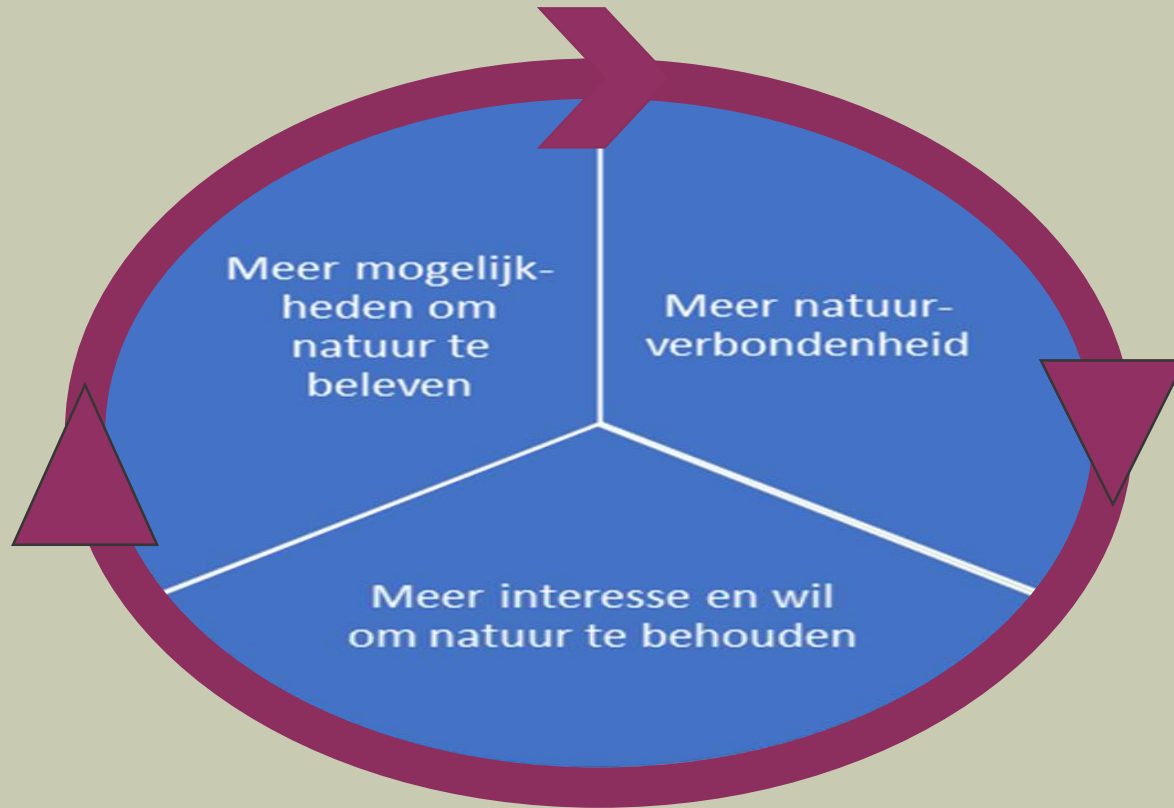 Meer mogelijk-
heden om
natuur te
beleven
Meer natuur-
verbondenheid
Meer interesse en wil
om natuur te behouden